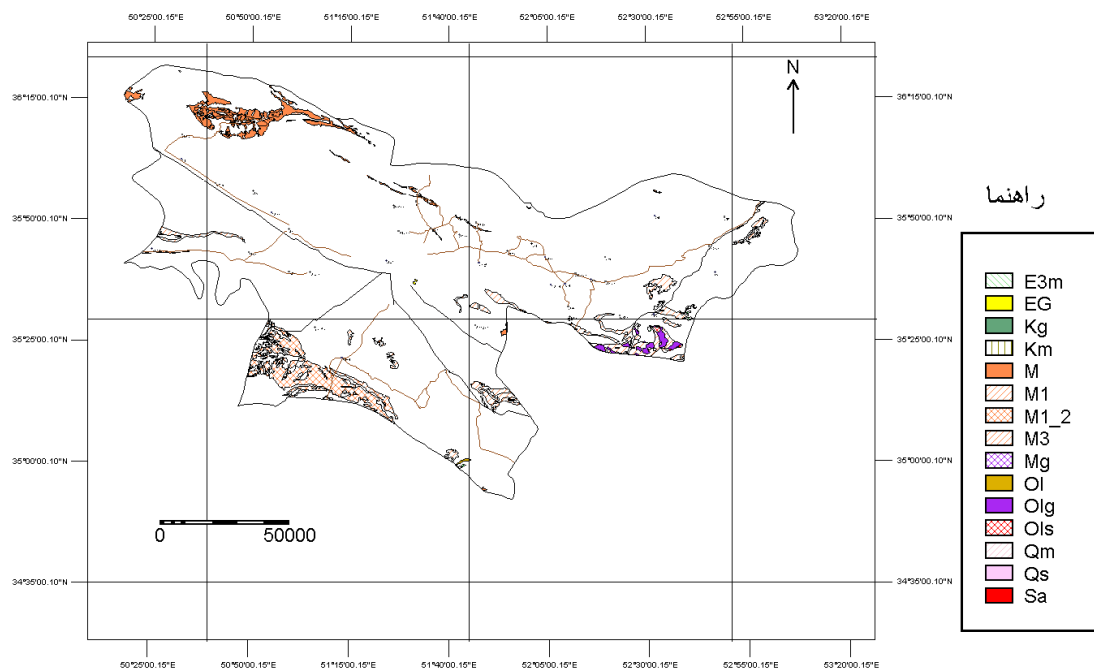 50°25'00.15"E 50°50'00.15"E 51°15'00.15"E 51°40'00.15"E 52°05'00.15"E 52°30'00.15"E 52°55'00.15"E 53°20'00.15"E
N
36°15'00.10"N 36°15'00.10"N
35°50'00.10"N 35°50'00.10"N
35°25'00.10"N 35°25'00.10"N
35°00'00.10"N 35°00'00.10"N
0 50000
34°35'00.10"N 34°35'00.10"N
50°25'00.15"E 50°50'00.15"E 51°15'00.15"E 51°40'00.15"E 52°05'00.15"E 52°30'00.15"E 52°55'00.15"E 53°20'00.15"E
راهنما
E3m
EG
Kg
Km
M
M1
M1_2
M3
Mg
Ol
Olg
Ols
Qm
Qs
Sa